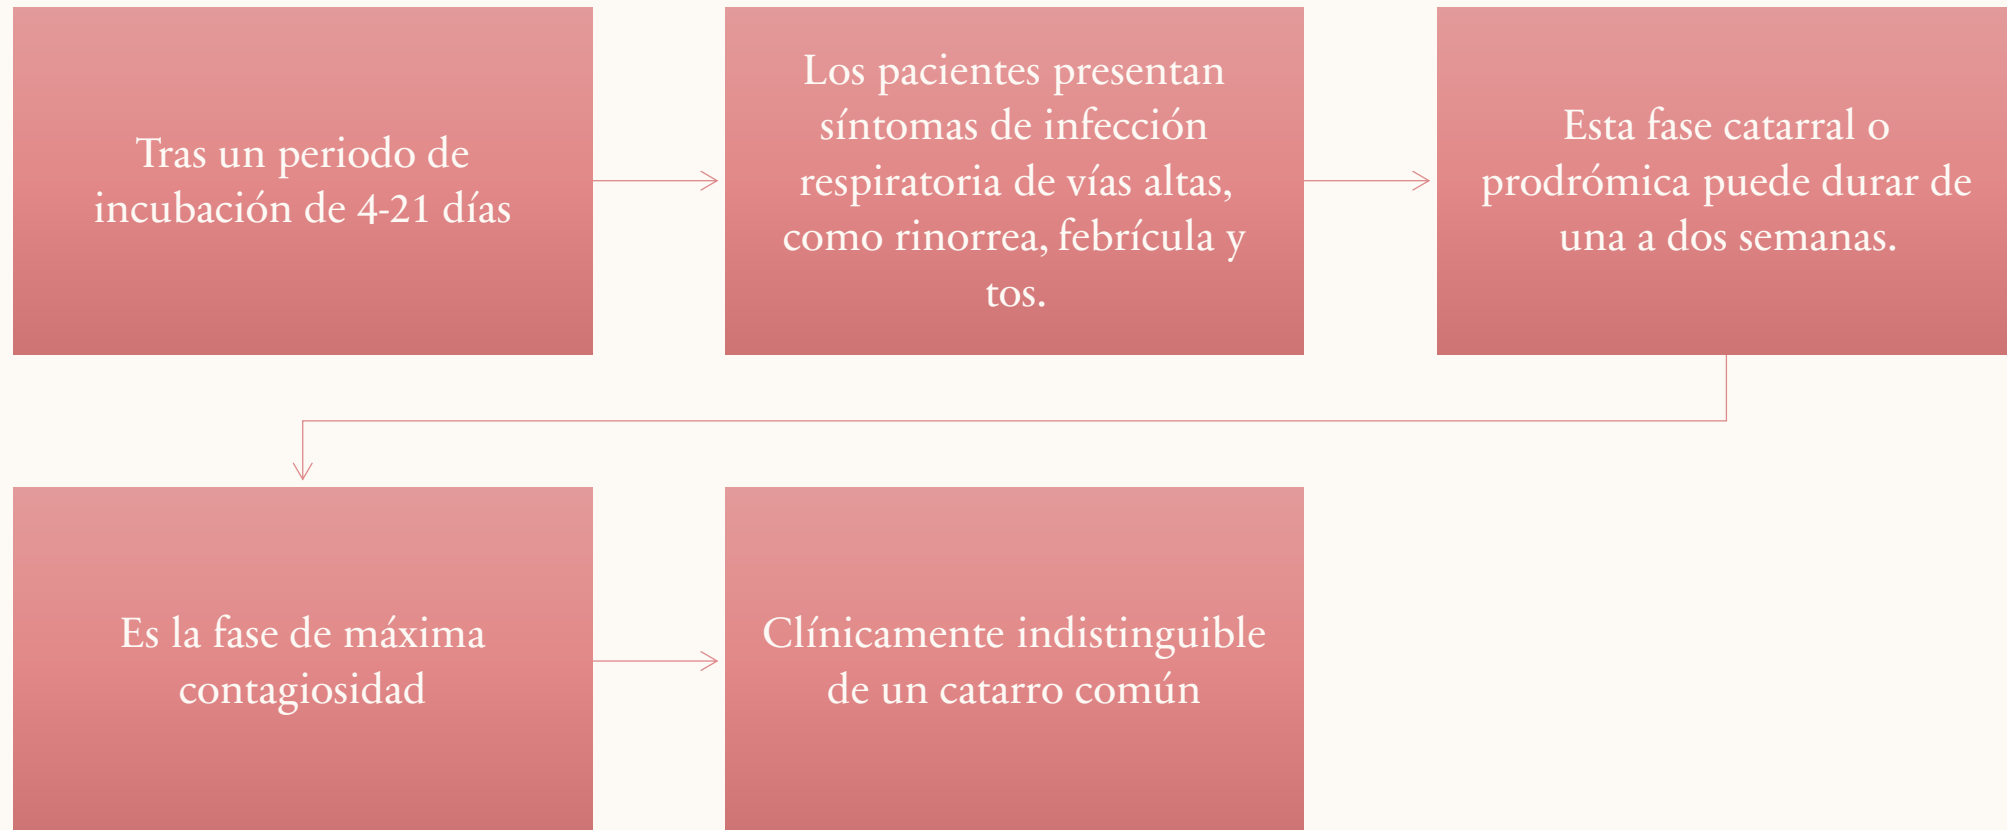 Tras un periodo de
incubación de 4-21 días
Los pacientes presentan
síntomas de infección
respiratoria de vías altas,
como rinorrea, febrícula y
tos.
Esta fase catarral o
prodrómica puede durar de
una a dos semanas.
Es la fase de máxima
contagiosidad
Clínicamente indistinguible
de un catarro común